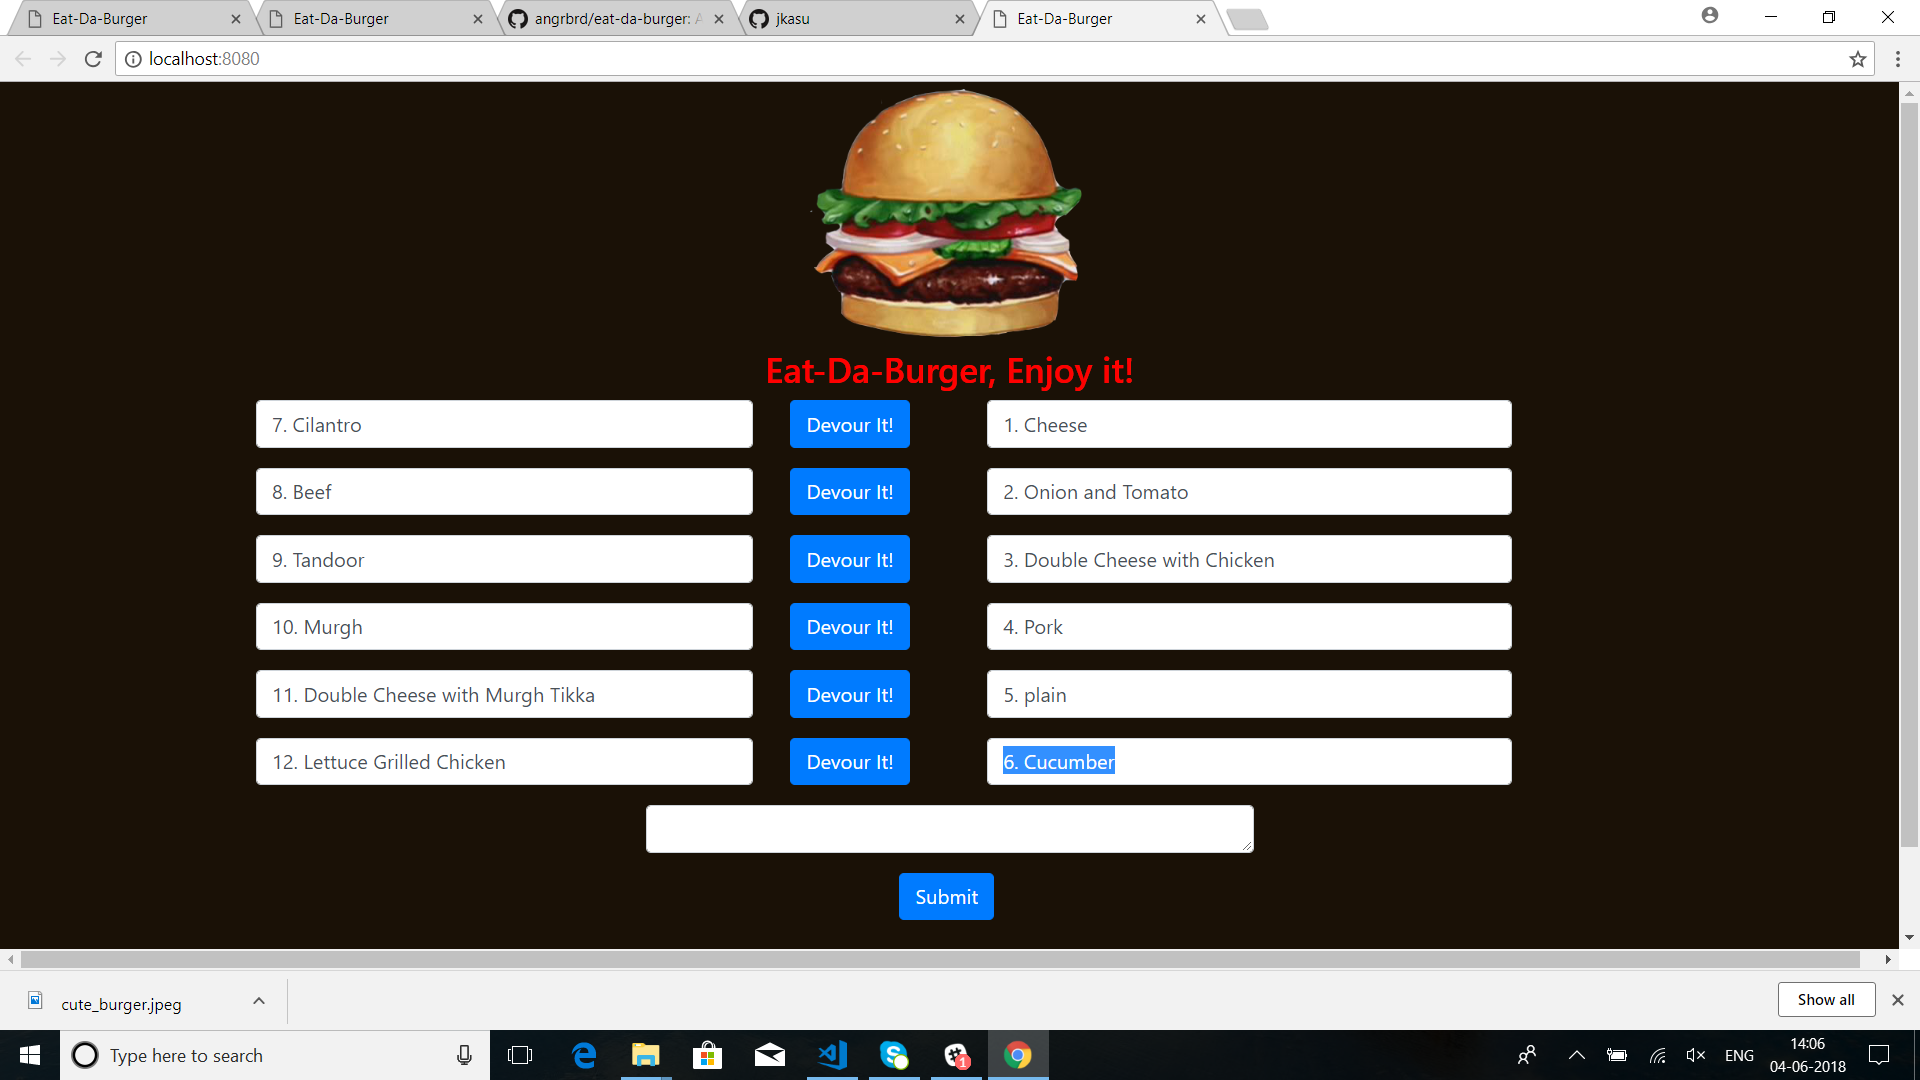 Eat-Da-Burger
Eat-Da-Burger
angrbrd/eat-da-burger:
jkasu
Eat-Da-Burger
localhost:8080
Eat-Da-Burger, Enjoy it!
7. Cilantro
Devour It!
1. Cheese
8. Beef
Devour It!
2. Onion and Tomato
9. Tandoor
Devour It!
3. Double Cheese with Chicken
10. Murgh
Devour It!
4. Pork
11. Double Cheese with Murgh Tikka
Devour It!
5. plain
12. Lettuce Grilled Chicken
Devour It!
6. Cucumber
Submit
cute_burger.jpeg
Show all
Type here to search
1
ENG
14:06
04-06-2018